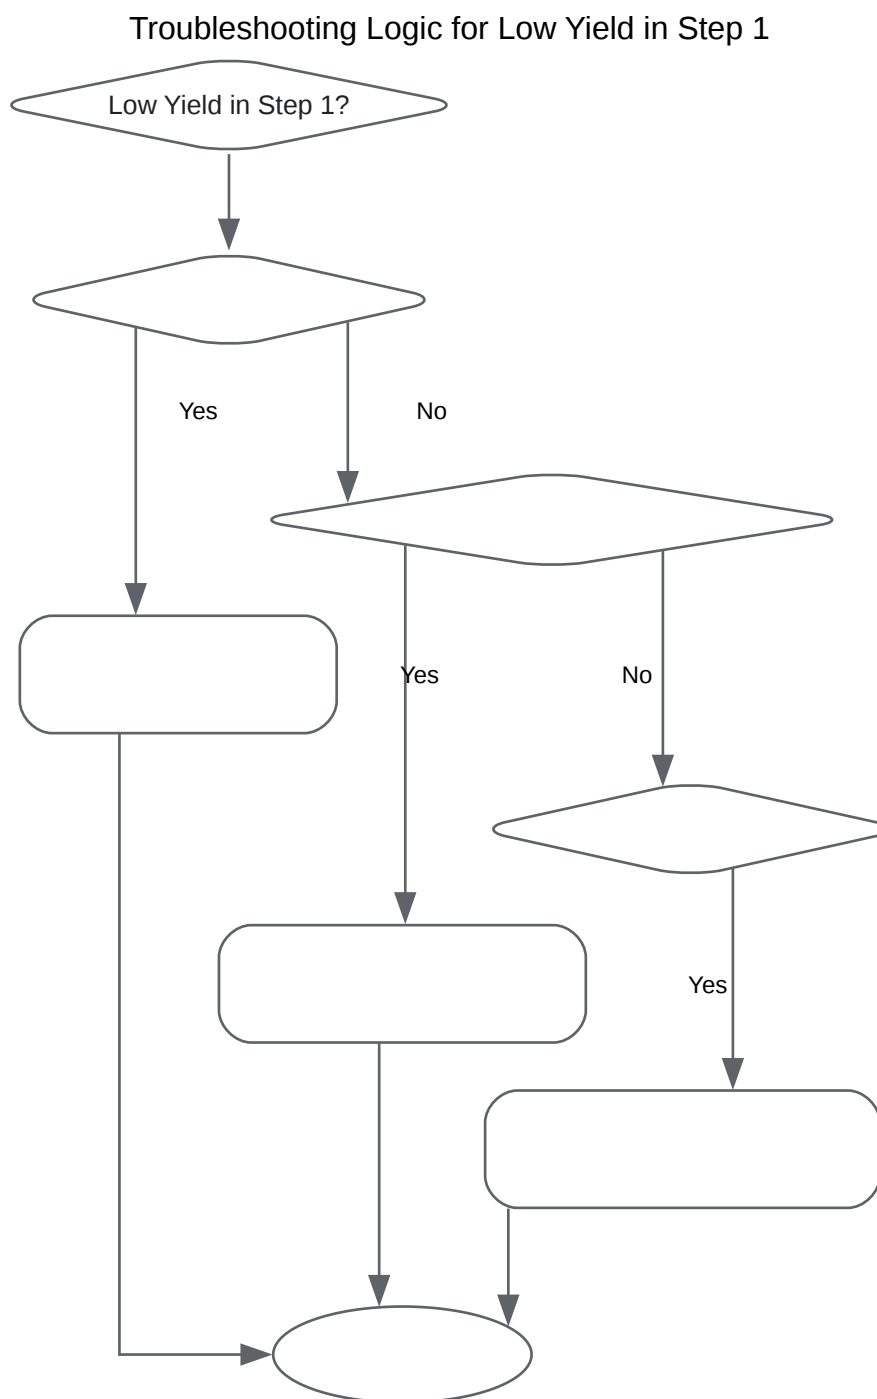 Troubleshooting Logic for Low Yield in Step 1
Low Yield in Step 1?
Yes
No
Yes
No
Yes